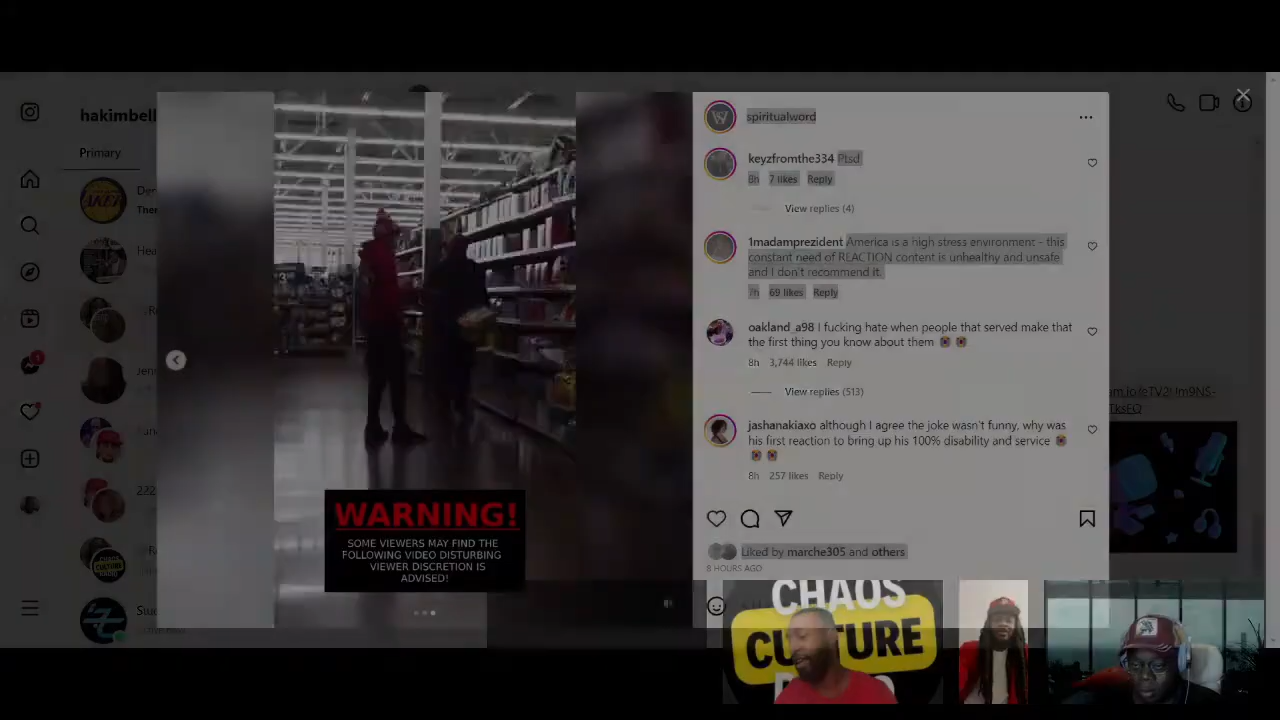 hakimbell
Primary
Ther
WARNING!
SOME VIEWERS MAY FIND THE
FOLLOWING VIDEO DISTURBING
VIEWER DISCRETION IS
ADVISED!
spiritualword
keyzfromthe334 Ptsd
8h 7 likes Reply
View replies (4)
1madamprezident America is a high stress environment - this
constant need of REACTION content is unhealthy and unsafe
and I don't recommend it.
7h 69 likes Reply
oakland_a98 I fucking hate when people that served make that
the first thing you know about them
8h 3,744 likes Reply
View replies (513)
jashanakiaxo although I agree the joke wasn't funny, why was
his first reaction to bring up his 100% disability and service
8h 257 likes Reply
Liked by marche305 and others
8 HOURS AGO
CHAOS
CULTURE